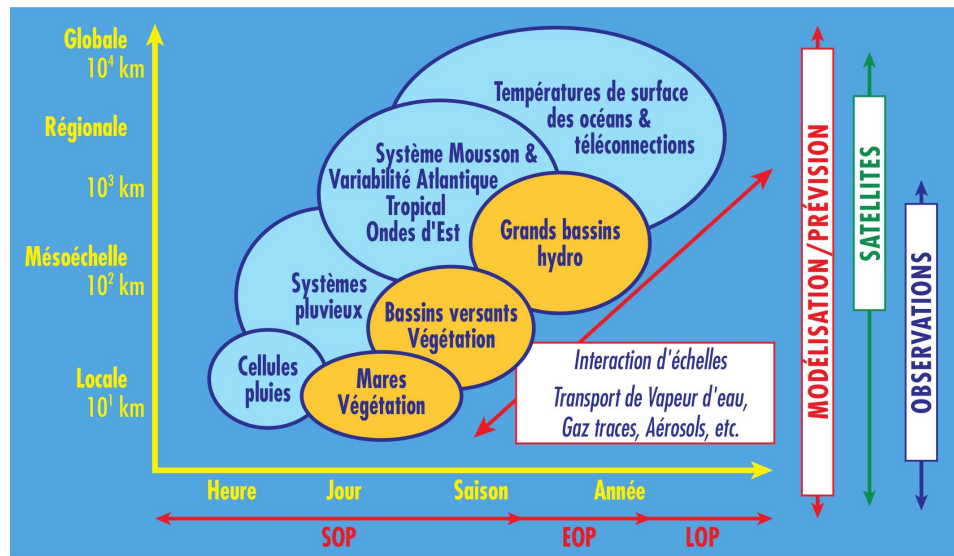 Globale
10⁴ km
Régionale
10³ km
Mésoéchelle
10² km
Locale
10¹ km
Températures de surface
des océans &
téléconnections
Système Mousson &
Variabilité Atlantique
Tropical
Ondes d'Est
Grands bassins
hydro
Systèmes
pluvieux
Bassins versants
Végétation
Cellules
pluies
Mares
Végétation
Interaction d'échelles
Transport de Vapeur d'eau,
Gaz traces, Aérosols, etc.
Heure
Jour
Saison
Année
SOP
EOP
LOP
MODÉLISATION/PRÉVISION
SATELLITES
OBSERVATIONS